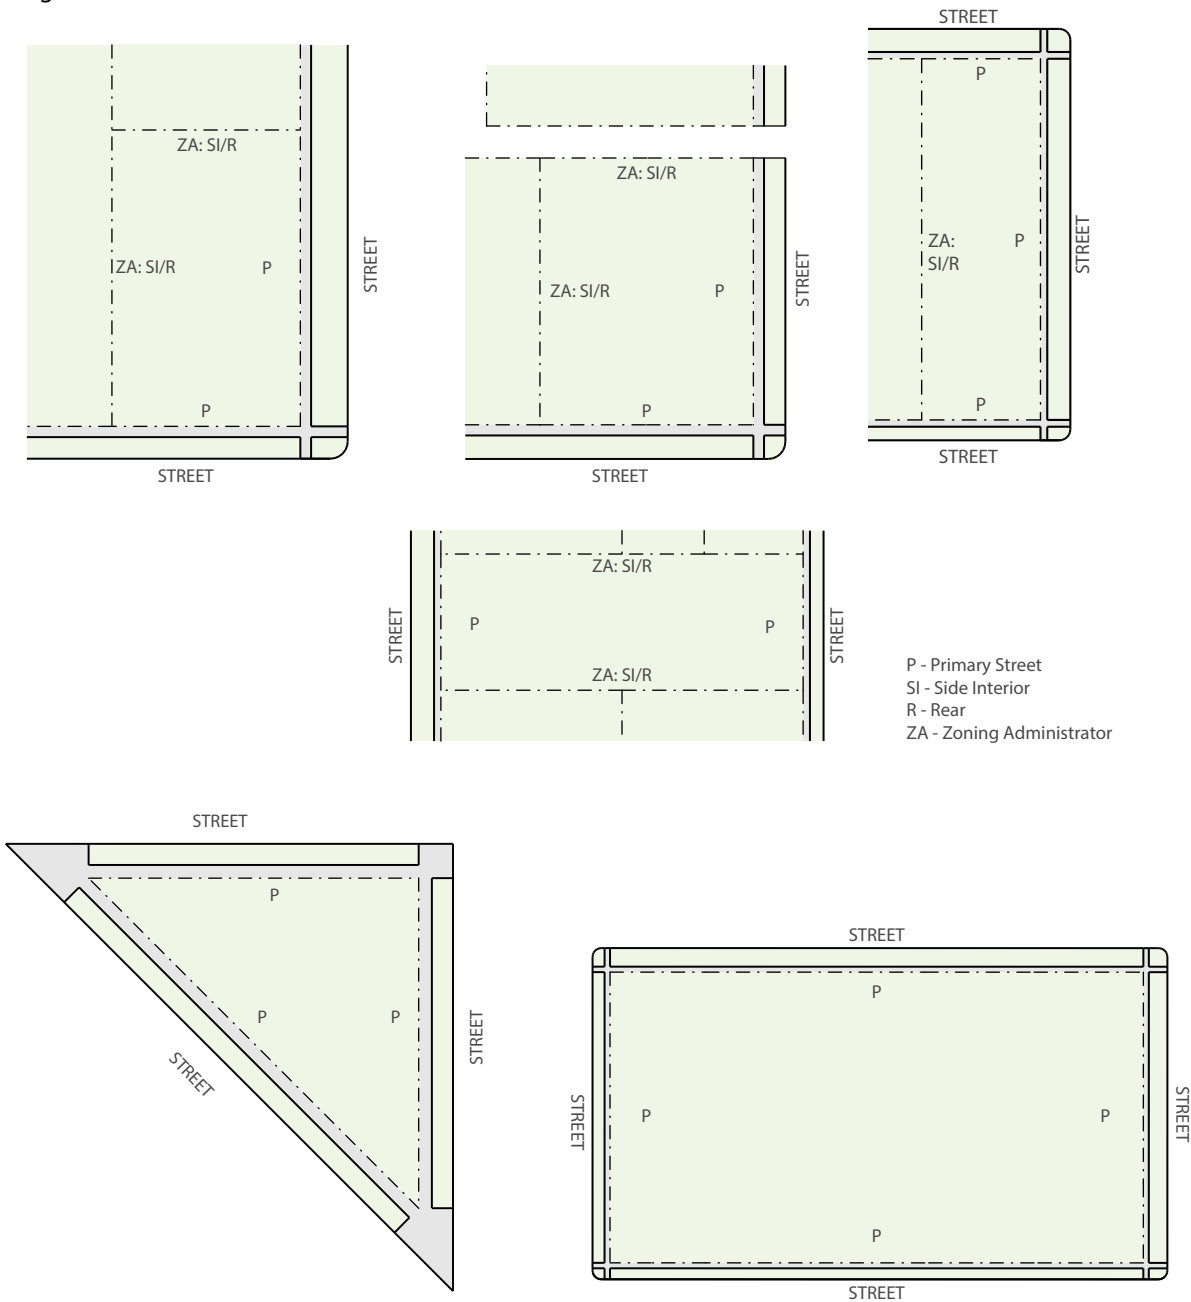 STREET
ZA: SI/R
ZA: SI/R
P
P
STREET
STREET
ZA: SI/R
ZA: SI/R
P
P
STREET
STREET
P
ZA:
SI/R
P
P
STREET
STREET
ZA: SI/R
P
P
ZA: SI/R
STREET
STREET
P - Primary Street
SI - Side Interior
R - Rear
ZA - Zoning Administrator
STREET
P
P
P
STREET
STREET
STREET
P
P
P
P
STREET
STREET
STREET